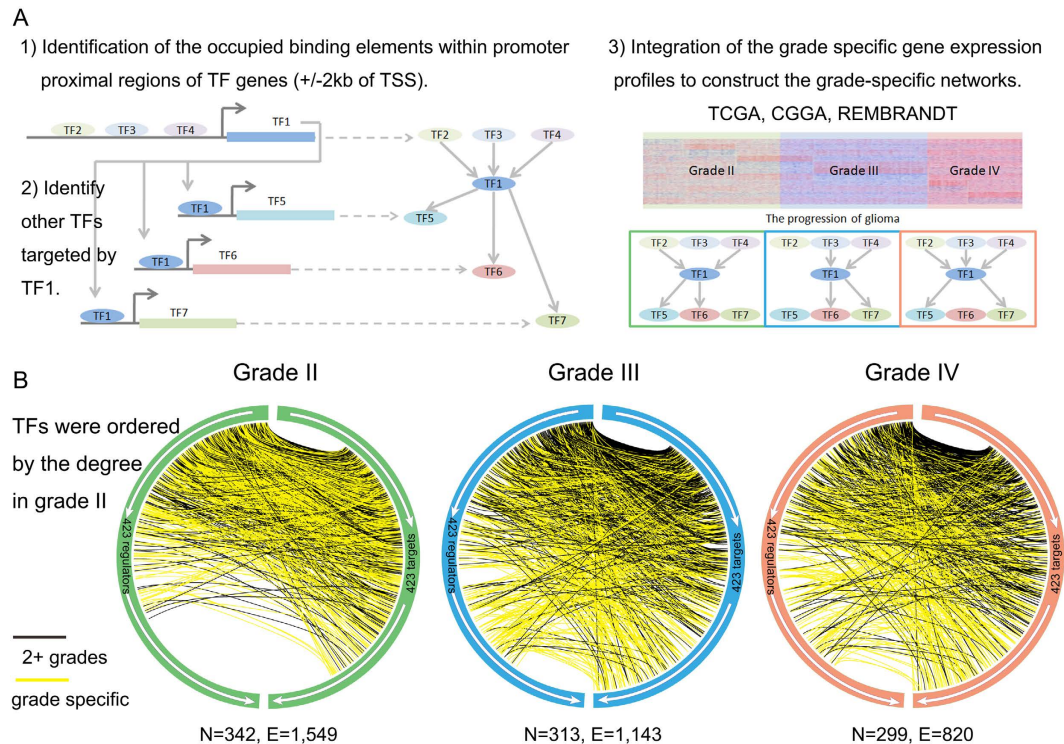 A
1) Identification of the occupied binding elements within promoter
proximal regions of TF genes (+/-2kb of TSS).
TF2 TF3 TF4 TF1
TF2 TF3 TF4
TF1
2) Identify
other TFs
targeted by
TF1.
TF1 TF5
TF5
TF1 TF6
TF6
TF1 TF7
TF7
3) Integration of the grade specific gene expression
profiles to construct the grade-specific networks.
TCGA, CGGA, REMBRANDT
Grade II Grade III Grade IV
The progression of glioma
TF2 TF3 TF4 TF2 TF3 TF4 TF2 TF3 TF4
TF1 TF1 TF1
TF5 TF6 TF7 TF5 TF6 TF7 TF5 TF6 TF7
B
Grade II Grade III Grade IV
TFs were ordered
by the degree
in grade II
423 regulators 423 targets
423 regulators 423 targets
423 regulators 423 targets
2+ grades
grade specific
N=342, E=1,549 N=313, E=1,143 N=299, E=820